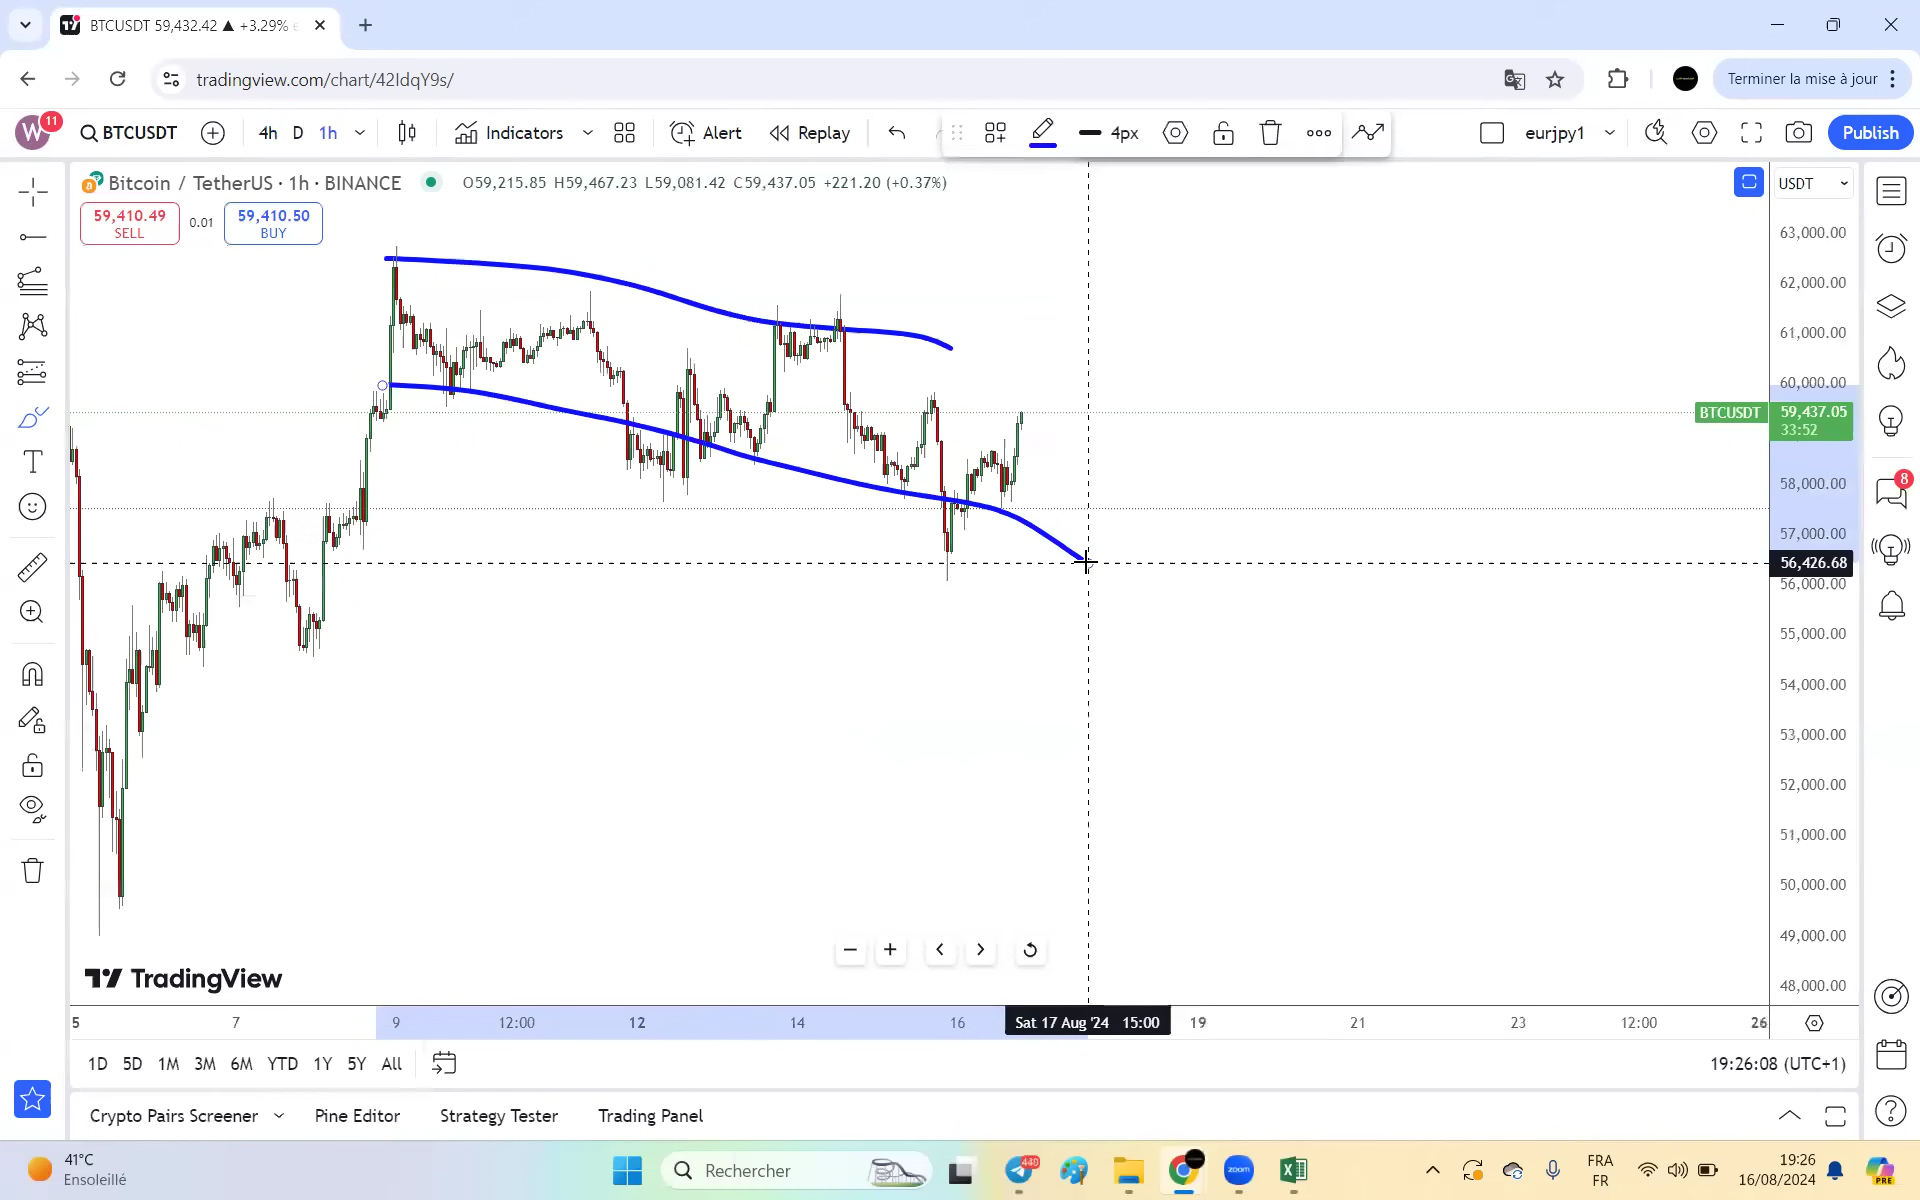 BTCUSDT 59,432.42 ▲ +3.29%
tradingview.com/chart/42IdqY9s/
Terminer la mise à jour
W 11 BTCUSDT 4h D 1h Indicators Alert Replay 4px eurjpy1 Publish
Bitcoin / TetherUS · 1h · BINANCE O59,215.85 H59,467.23 L59,081.42 C59,437.05 +221.20 (+0.37%)
USDT
59,410.49
SELL
0.01
59,410.50
BUY
63,000.00
62,000.00
61,000.00
60,000.00
BTCUSDT 59,437.05
33:52
58,000.00
57,000.00
56,426.68
56,000.00
55,000.00
54,000.00
53,000.00
52,000.00
51,000.00
50,000.00
49,000.00
48,000.00
8
TradingView
5 7 9 12:00 12 14 16 Sat 17 Aug '24 15:00 19 21 23 12:00 26
1D 5D 1M 3M 6M YTD 1Y 5Y All
19:26:08 (UTC+1)
Crypto Pairs Screener Pine Editor Strategy Tester Trading Panel
41°C
Ensoleillé
Rechercher
440
zoom
FRA
FR
19:26
16/08/2024
PRE